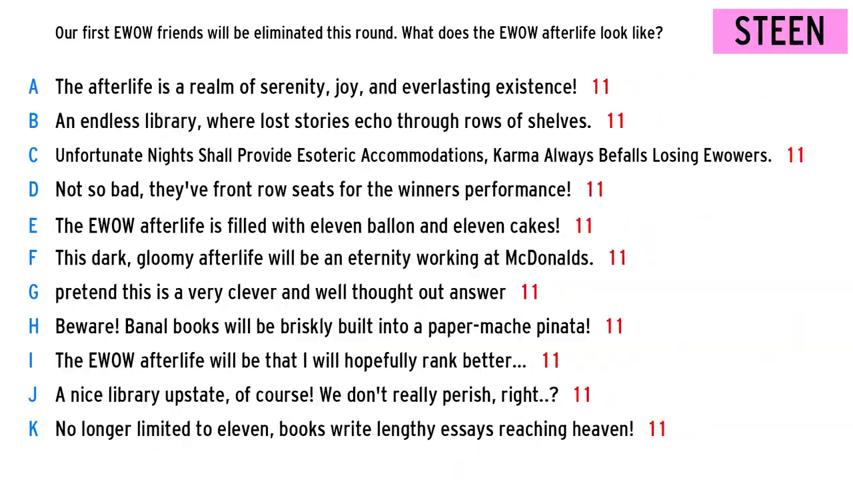 Our first EWOW friends will be eliminated this round. What does the EWOW afterlife look like?
STEEN
A The afterlife is a realm of serenity, joy, and everlasting existence! 11
B An endless library, where lost stories echo through rows of shelves. 11
C Unfortunate Nights Shall Provide Esoteric Accommodations, Karma Always Befalls Losing Ewowers. 11
D Not so bad, they've front row seats for the winners performance! 11
E The EWOW afterlife is filled with eleven ballon and eleven cakes! 11
F This dark, gloomy afterlife will be an eternity working at McDonalds. 11
G pretend this is a very clever and well thought out answer 11
H Beware! Banal books will be briskly built into a paper-mache pinata! 11
I The EWOW afterlife will be that I will hopefully rank better... 11
J A nice library upstate, of course! We don't really perish, right..? 11
K No longer limited to eleven, books write lengthy essays reaching heaven! 11